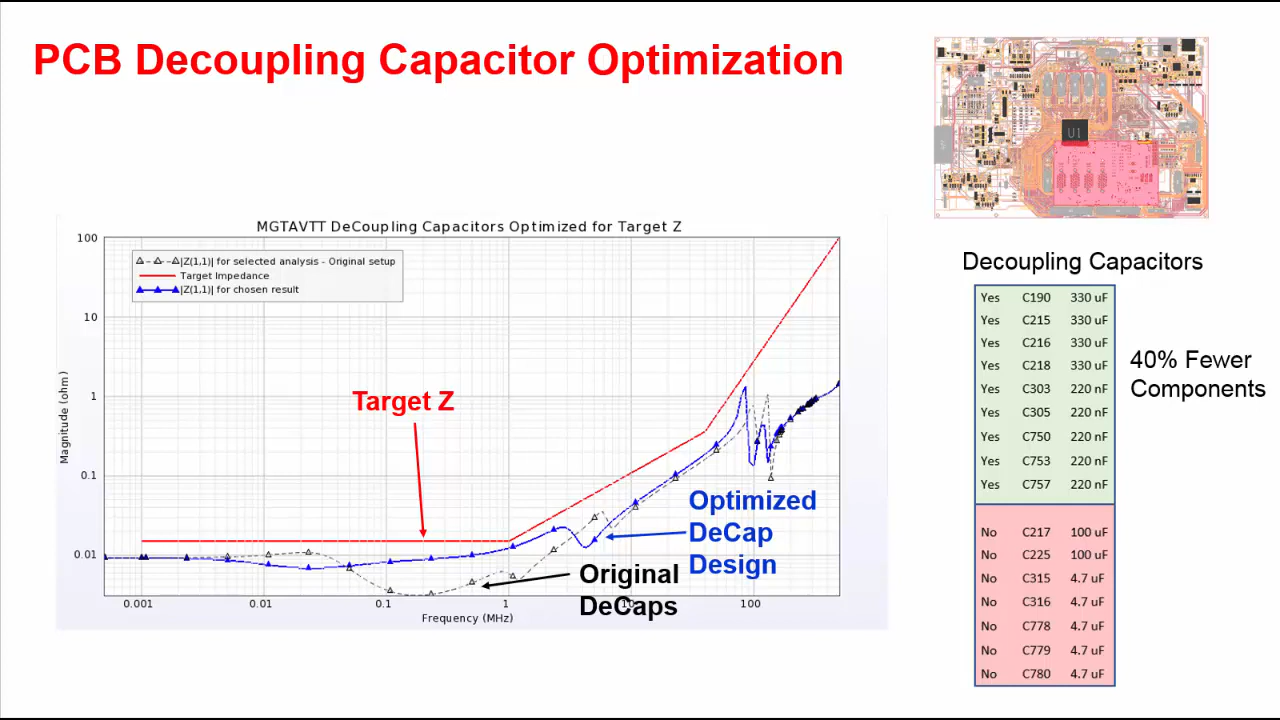 PCB Decoupling Capacitor Optimization
U1
MGTAVTT DeCoupling Capacitors Optimized for Target Z
|Z(1,1)| for selected analysis - Original setup
Target Impedance
|Z(1,1)| for chosen result
Magnitude (ohm)
100
10
1
0.1
0.01
Target Z
Optimized
DeCap
Design
Original
DeCaps
0.001 0.01 0.1 1 10 100
Frequency (MHz)
Decoupling Capacitors
Yes C190 330 uF
Yes C215 330 uF
Yes C216 330 uF
Yes C218 330 uF
Yes C303 220 nF
Yes C305 220 nF
Yes C750 220 nF
Yes C753 220 nF
Yes C757 220 nF
No C217 100 uF
No C225 100 uF
No C315 4.7 uF
No C316 4.7 uF
No C778 4.7 uF
No C779 4.7 uF
No C780 4.7 uF
40% Fewer
Components